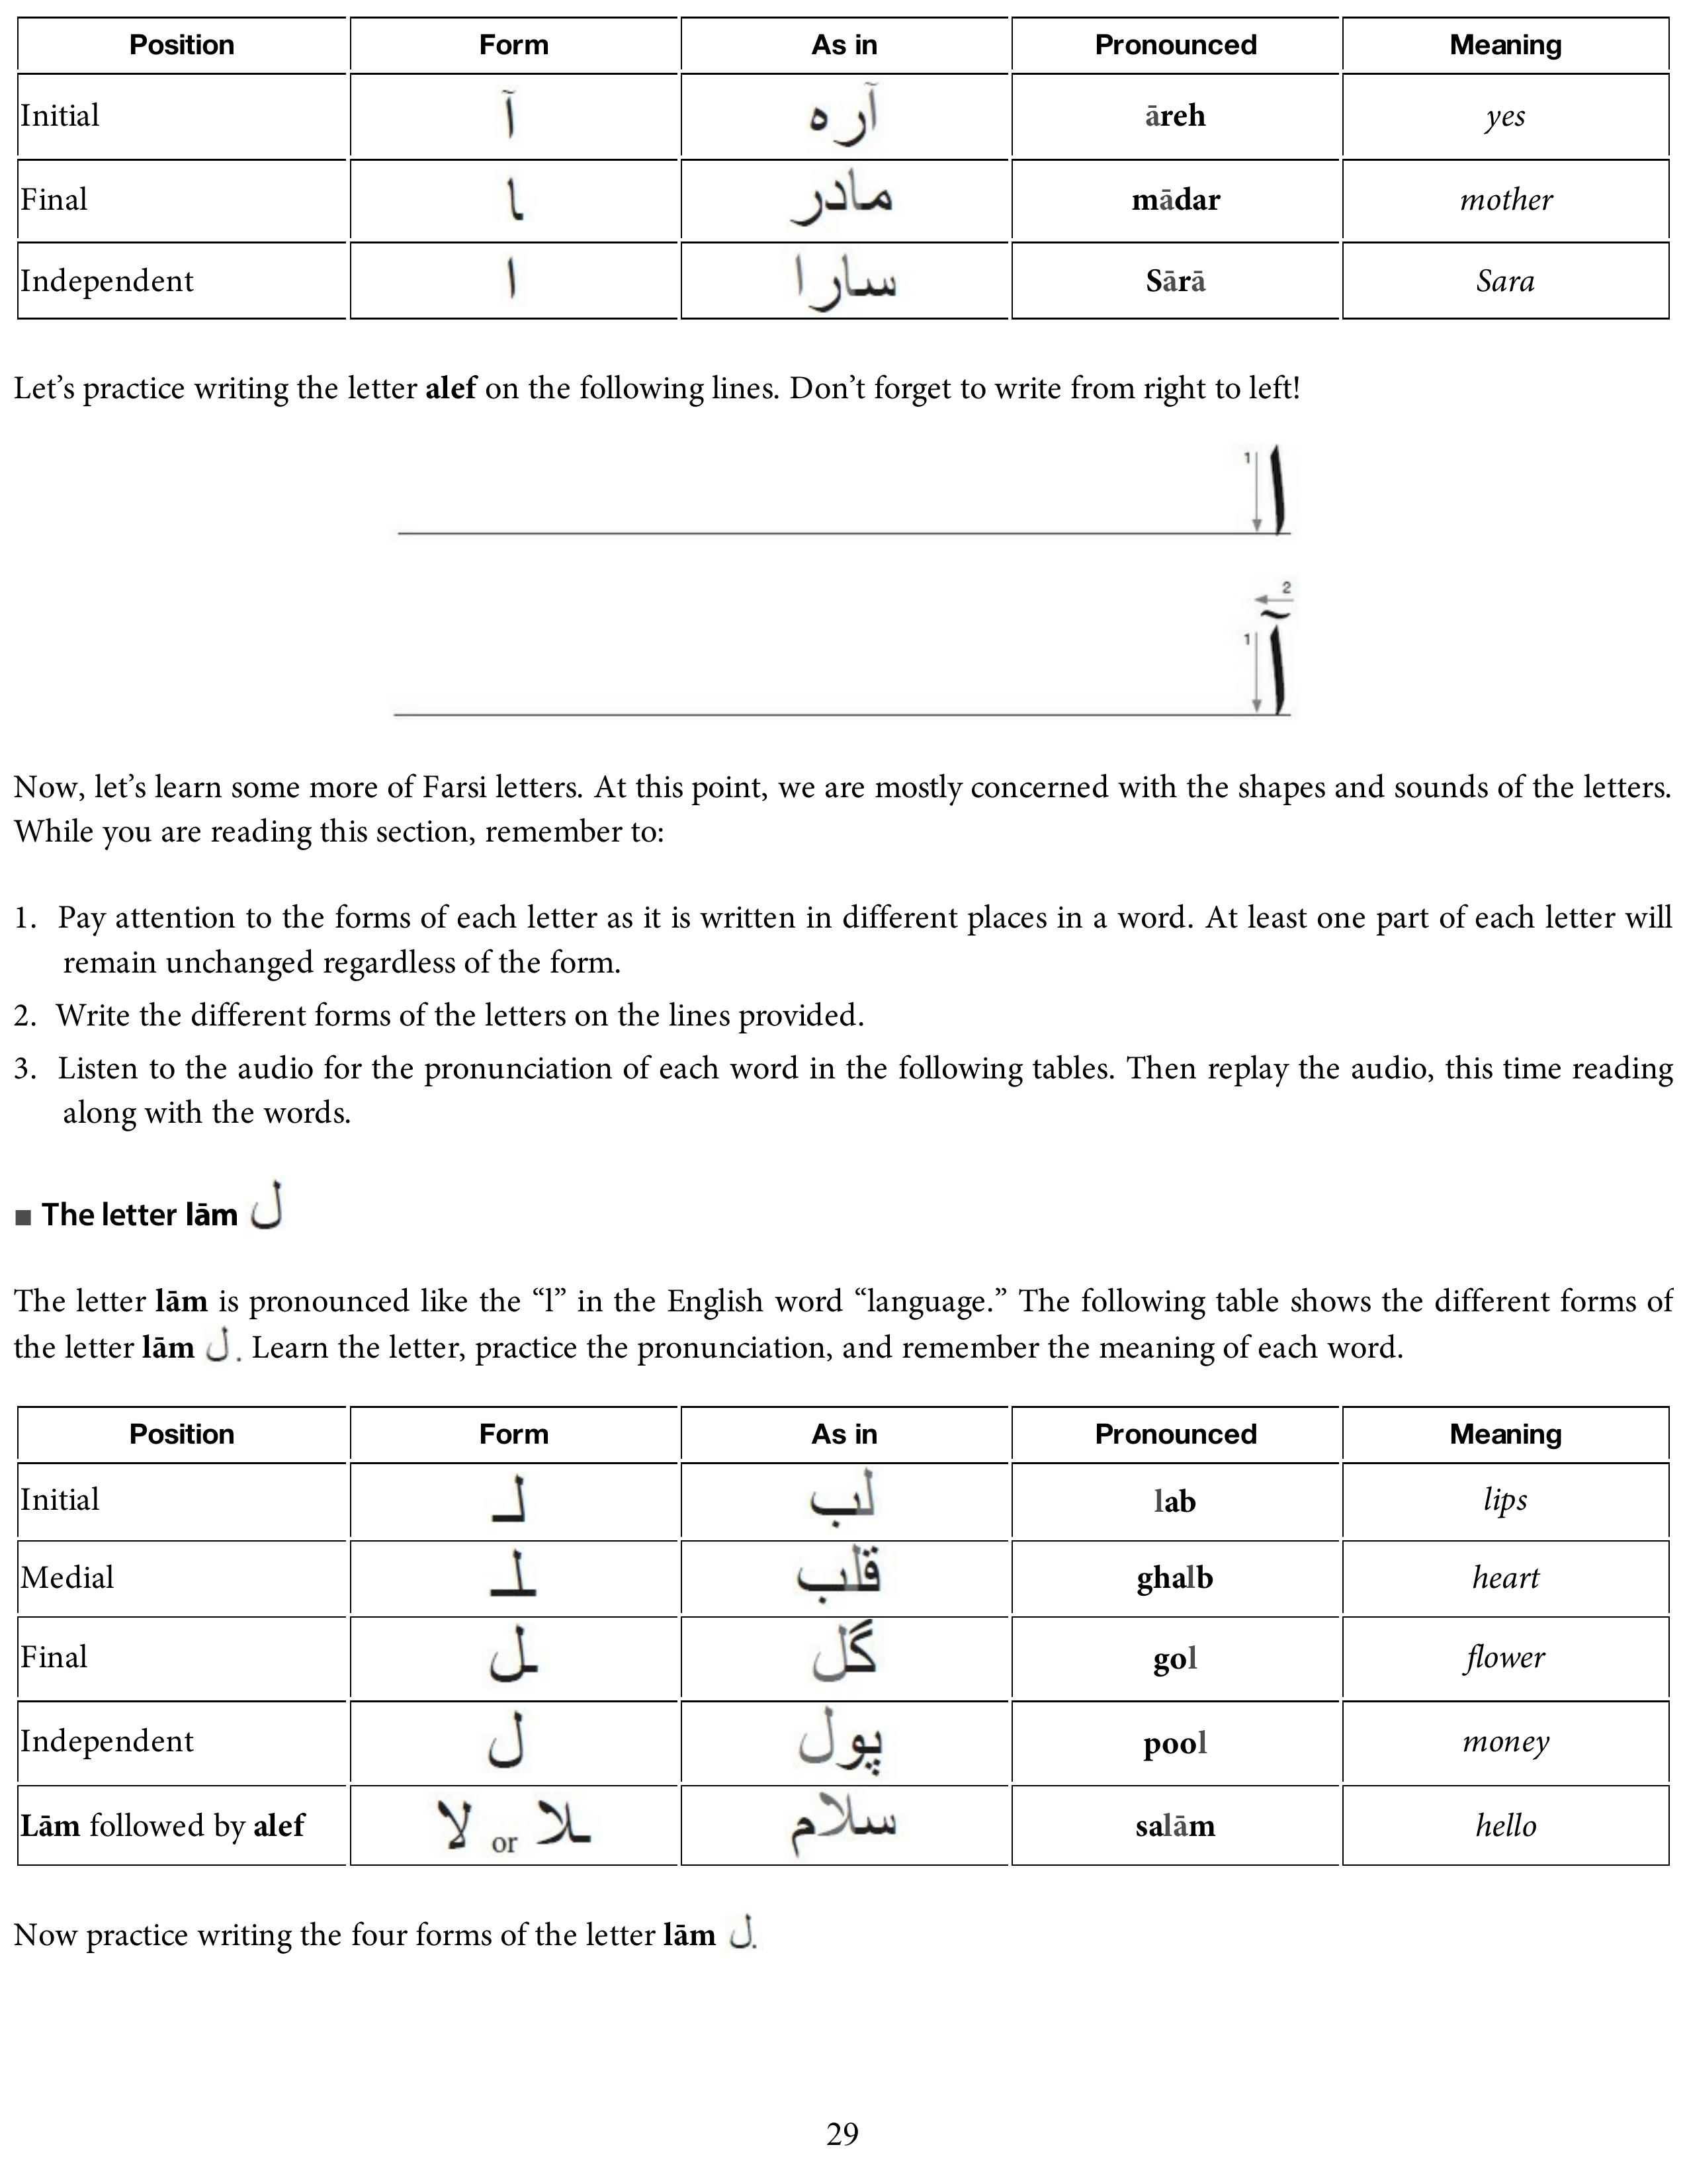 Position Form As in Pronounced Meaning
Initial آ آره āreh yes
Final ـا مادر mādar mother
Independent ا سارا Sārā Sara
Let’s practice writing the letter alef on the following lines. Don’t forget to write from right to left!
1 ا
2
1 آ
Now, let’s learn some more of Farsi letters. At this point, we are mostly concerned with the shapes and sounds of the letters.
While you are reading this section, remember to:
1. Pay attention to the forms of each letter as it is written in different places in a word. At least one part of each letter will
remain unchanged regardless of the form.
2. Write the different forms of the letters on the lines provided.
3. Listen to the audio for the pronunciation of each word in the following tables. Then replay the audio, this time reading
along with the words.
■ The letter lām ل
The letter lām is pronounced like the “l” in the English word “language.” The following table shows the different forms of
the letter lām ل. Learn the letter, practice the pronunciation, and remember the meaning of each word.
Position Form As in Pronounced Meaning
Initial لـ لب lab lips
Medial ـلـ قلب ghalb heart
Final ـل گل gol flower
Independent ل پول pool money
Lām followed by alef لا or ـلا سلام salām hello
Now practice writing the four forms of the letter lām ل.
29